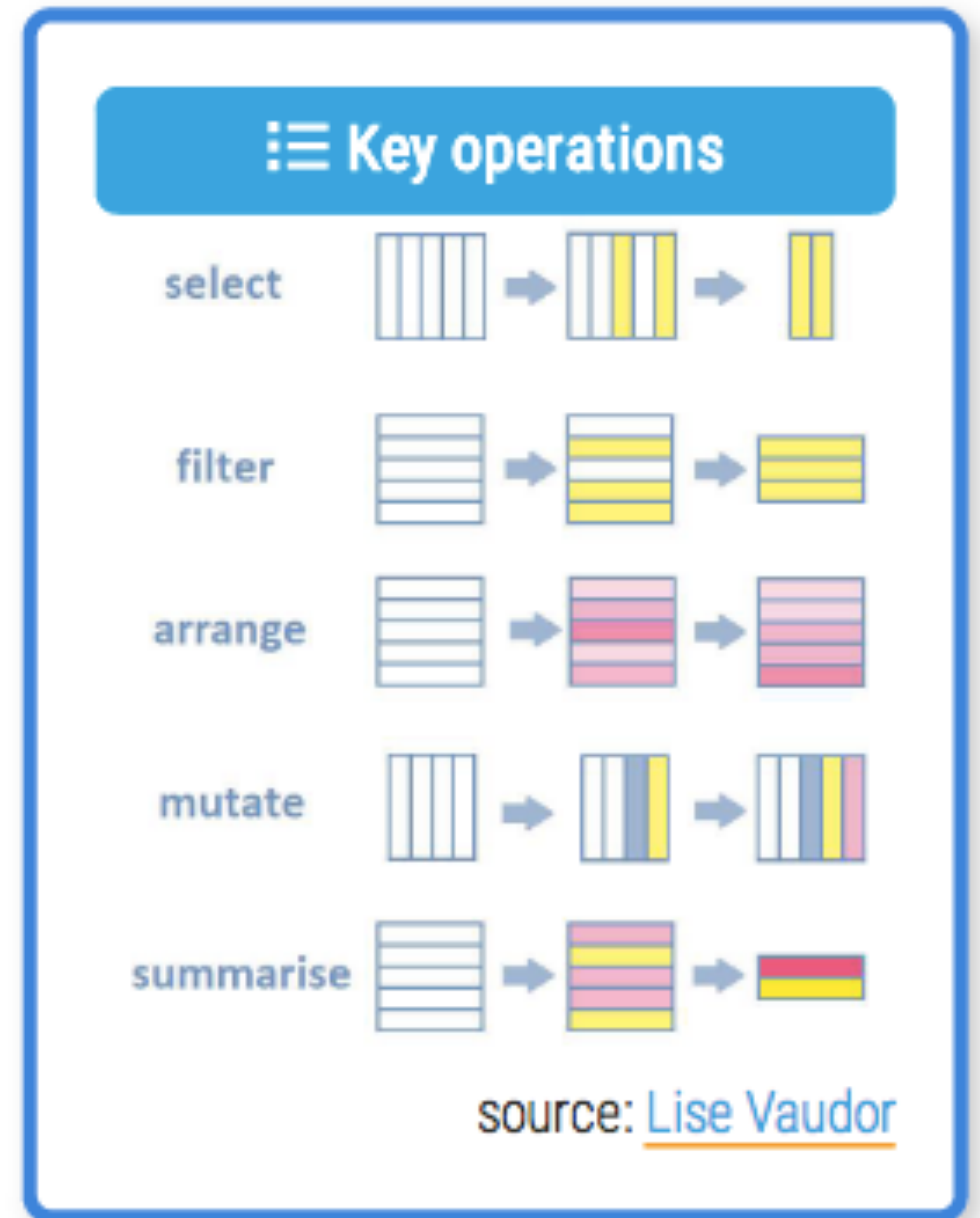 Key operations
select
filter
arrange
mutate
summarise
source: Lise Vaudor